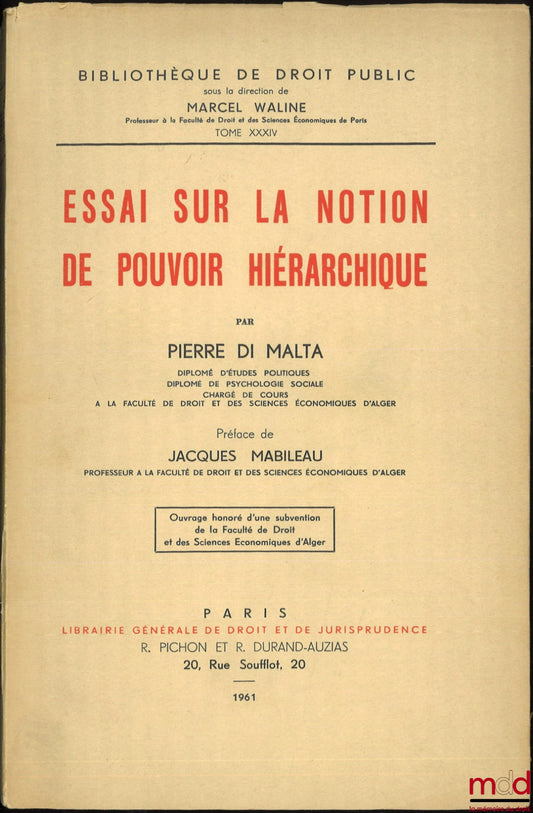 BIBLIOTHÈQUE DE DROIT PUBLIC
sous la direction de
MARCEL WALINE
Professeur à la Faculté de Droit et des Sciences Économiques de Paris
TOME XXXIV
ESSAI SUR LA NOTION
DE POUVOIR HIÉRARCHIQUE
PAR
PIERRE DI MALTA
DIPLOMÉ D'ÉTUDES POLITIQUES
DIPLOMÉ DE PSYCHOLOGIE SOCIALE
CHARGÉ DE COURS
A LA FACULTÉ DE DROIT ET DES SCIENCES ÉCONOMIQUES D'ALGER
Préface de
JACQUES MABILEAU
PROFESSEUR A LA FACULTÉ DE DROIT ET DES SCIENCES ÉCONOMIQUES D'ALGER
Ouvrage honoré d'une subvention
de la Faculté de Droit
et des Sciences Economiques d'Alger
PARIS
LIBRAIRIE GÉNÉRALE DE DROIT ET DE JURISPRUDENCE
R. PICHON ET R. DURAND-AUZIAS
20, Rue Soufflot, 20
1961
mdd
la mémoire du droit